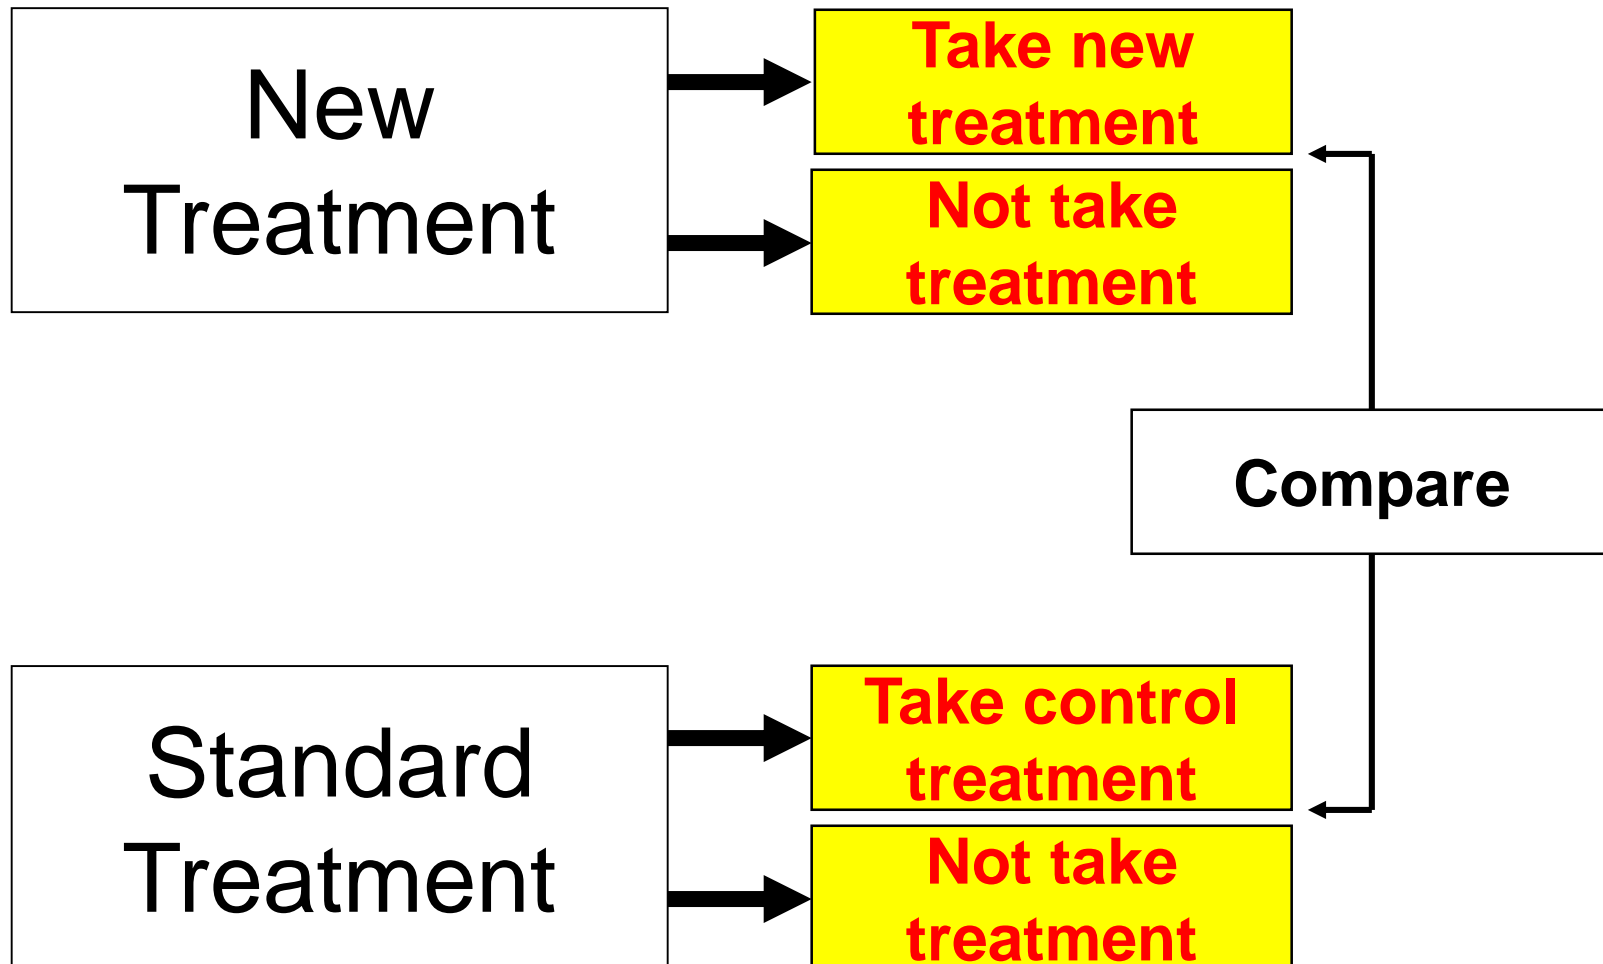 New
Treatment
Take new
treatment
Not take
treatment
Compare
Standard
Treatment
Take control
treatment
Not take
treatment